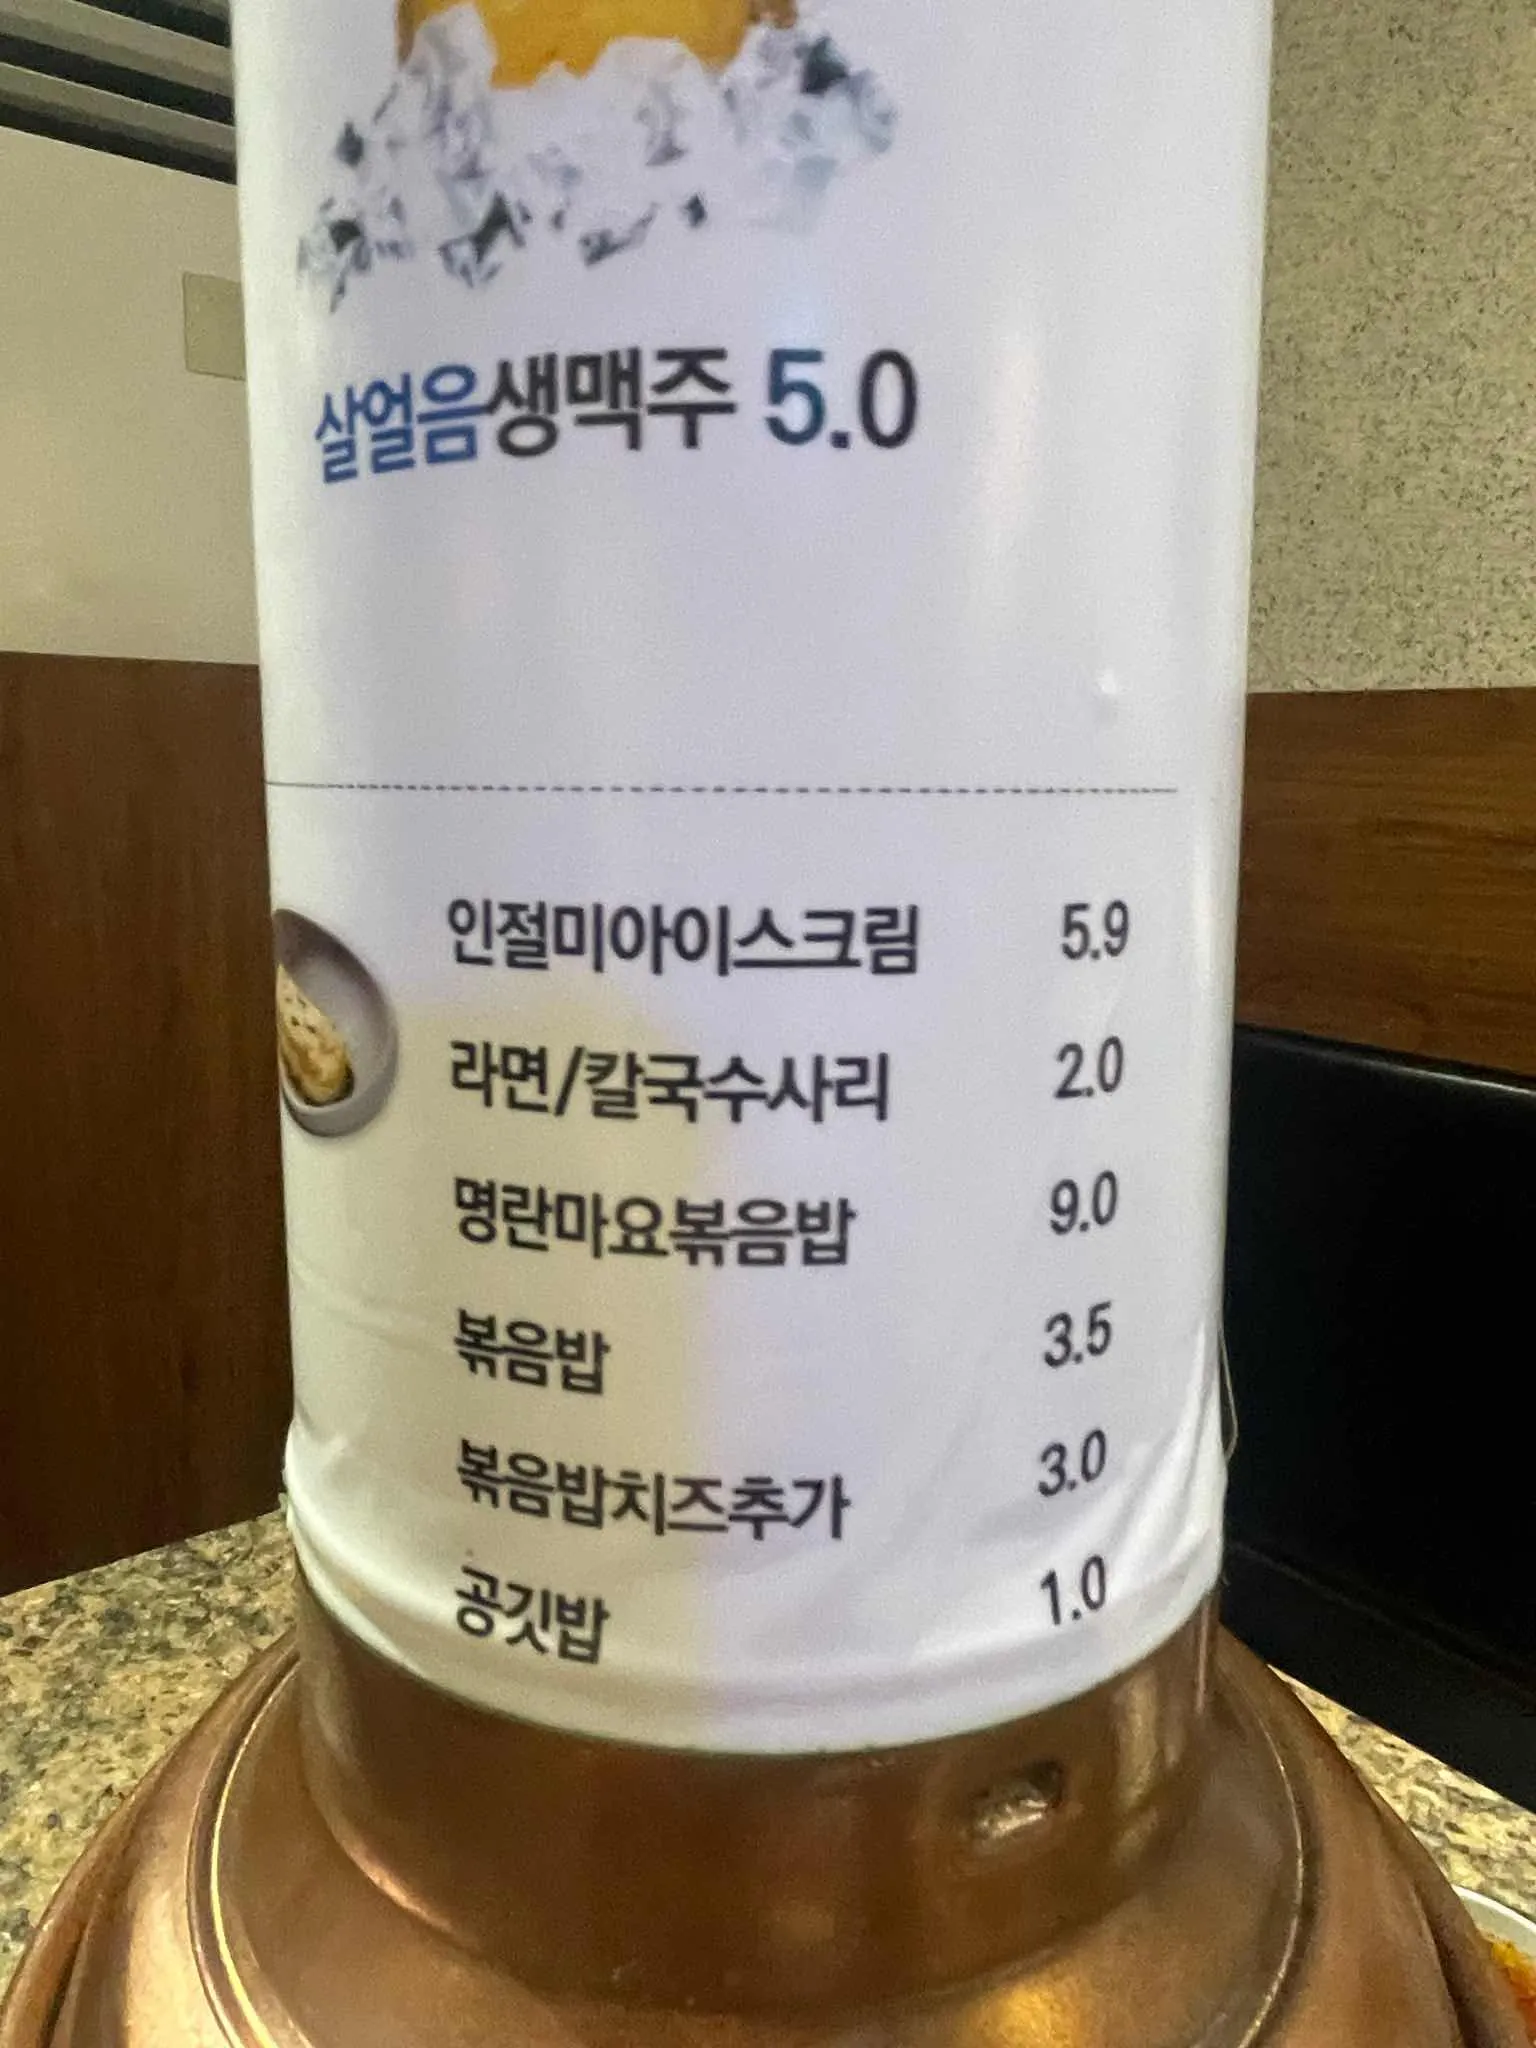 살얼음생맥주 5.0
인절미아이스크림 5.9
라면/칼국수사리 2.0
명란마요볶음밥 9.0
볶음밥 3.5
볶음밥치즈추가 3.0
공깃밥 1.0